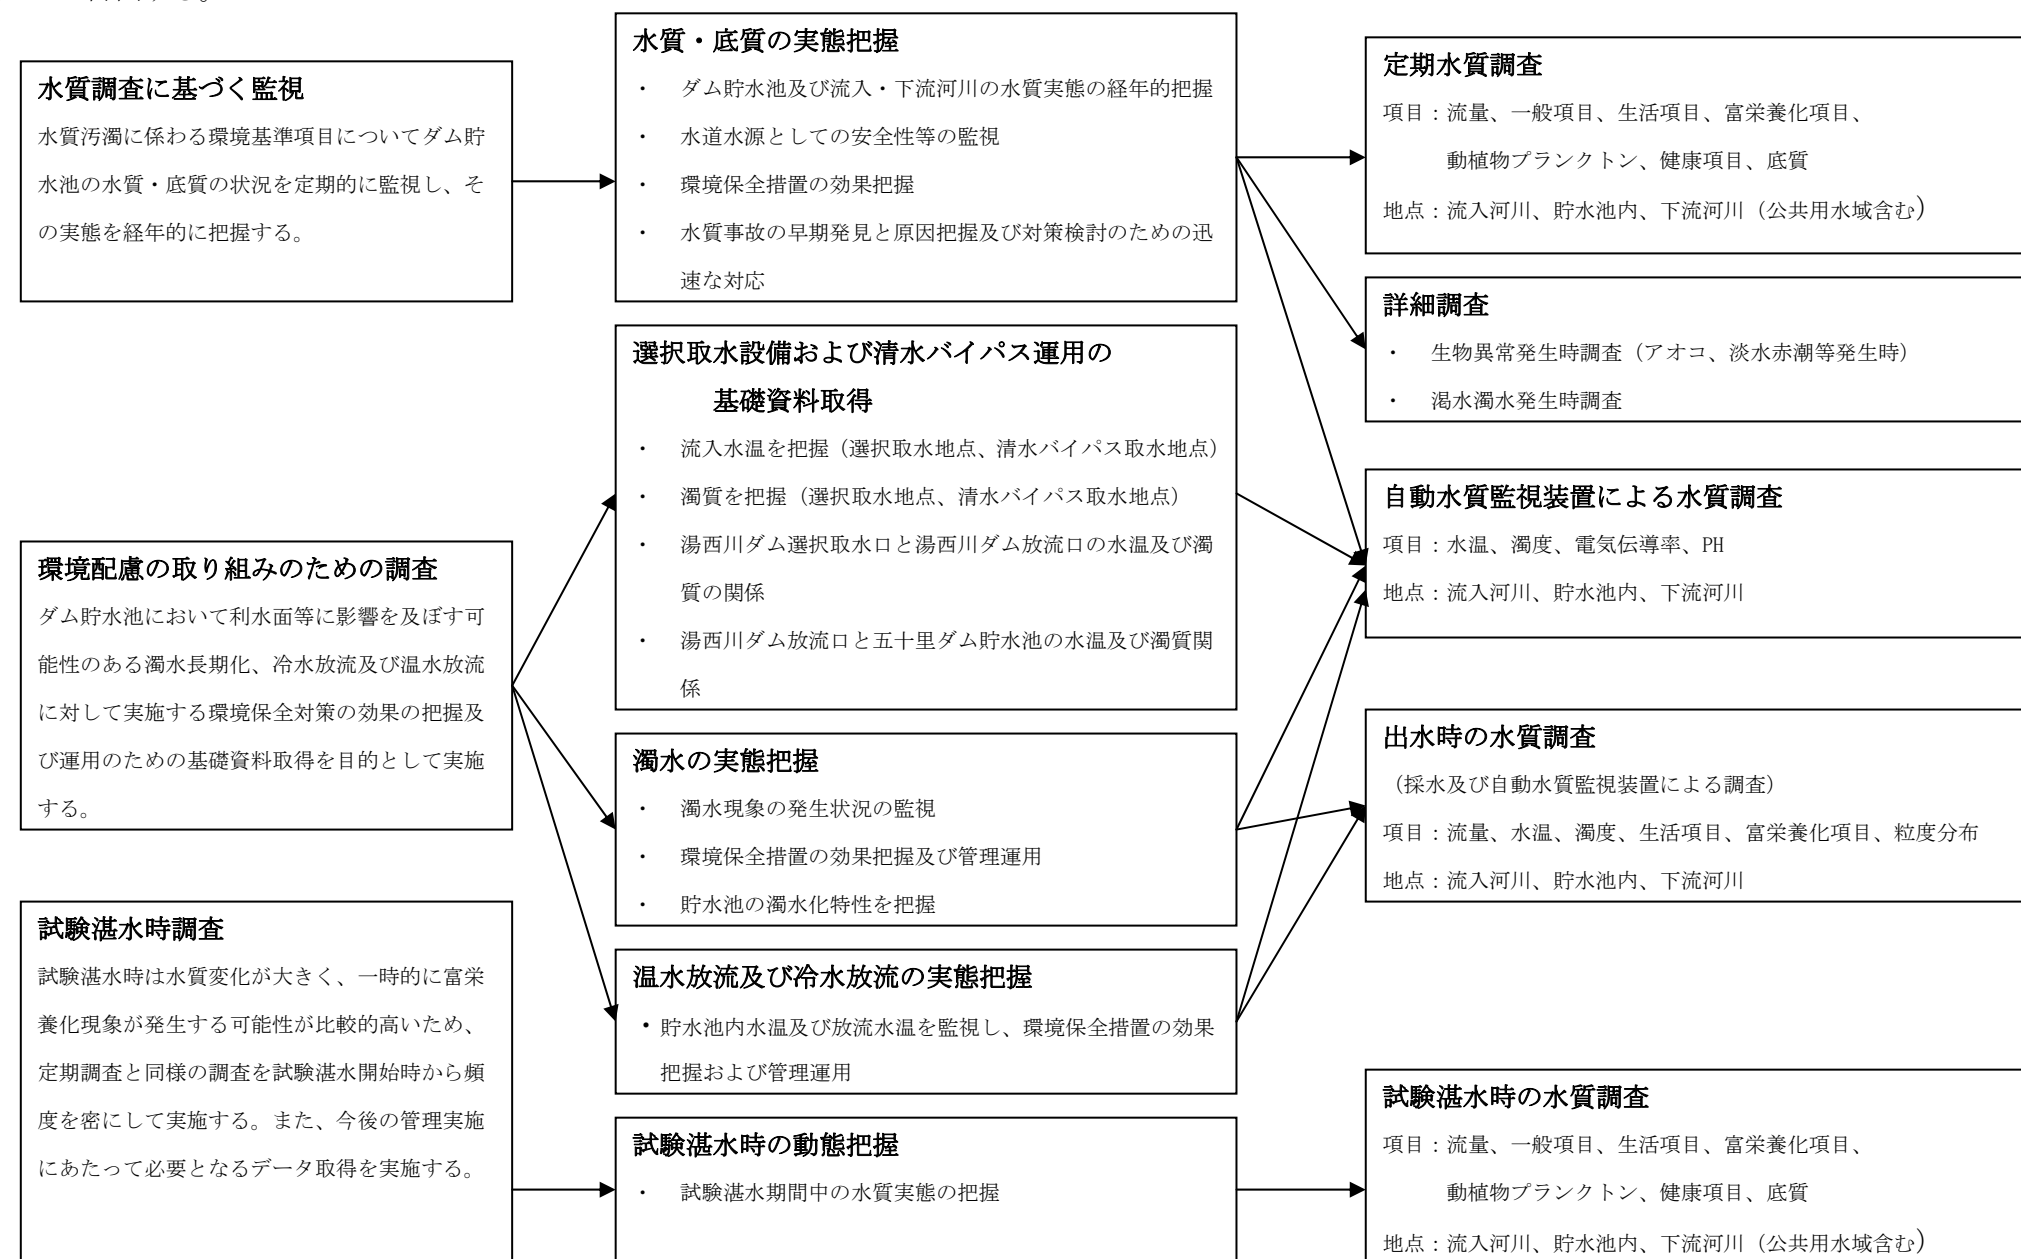 水質調査に基づく監視
水質汚濁に係わる環境基準項目についてダム貯
水池の水質・底質の状況を定期的に監視し、そ
の実態を経年的に把握する。
環境配慮の取り組みのための調査
ダム貯水池において利水面等に影響を及ぼす可
能性のある濁水長期化、冷水放流及び温水放流
に対して実施する環境保全対策の効果の把握及
び運用のための基礎資料取得を目的として実施
する。
試験湛水時調査
試験湛水時は水質変化が大きく、一時的に富栄
養化現象が発生する可能性が比較的高いため、
定期調査と同様の調査を試験湛水開始時から頻
度を密にして実施する。また、今後の管理実施
にあたって必要となるデータ取得を実施する。
水質・底質の実態把握
・ ダム貯水池及び流入・下流河川の水質実態の経年的把握
・ 水道水源としての安全性等の監視
・ 環境保全措置の効果把握
・ 水質事故の早期発見と原因把握及び対策検討のための迅
速な対応
選択取水設備および清水バイパス運用の
基礎資料取得
・ 流入水温を把握（選択取水地点、清水バイパス取水地点）
・ 濁質を把握（選択取水地点、清水バイパス取水地点）
・ 湯西川ダム選択取水口と湯西川ダム放流口の水温及び濁
質の関係
・ 湯西川ダム放流口と五十里ダム貯水池の水温及び濁質関
係
濁水の実態把握
・ 濁水現象の発生状況の監視
・ 環境保全措置の効果把握及び管理運用
・ 貯水池の濁水化特性を把握
温水放流及び冷水放流の実態把握
・貯水池内水温及び放流水温を監視し、環境保全措置の効果
把握および管理運用
試験湛水時の動態把握
・ 試験湛水期間中の水質実態の把握
定期水質調査
項目：流量、一般項目、生活項目、富栄養化項目、
動植物プランクトン、健康項目、底質
地点：流入河川、貯水池内、下流河川（公共用水域含む）
詳細調査
・ 生物異常発生時調査（アオコ、淡水赤潮等発生時）
・ 渇水濁水発生時調査
自動水質監視装置による水質調査
項目：水温、濁度、電気伝導率、PH
地点：流入河川、貯水池内、下流河川
出水時の水質調査
（採水及び自動水質監視装置による調査）
項目：流量、水温、濁度、生活項目、富栄養化項目、粒度分布
地点：流入河川、貯水池内、下流河川
試験湛水時の水質調査
項目：流量、一般項目、生活項目、富栄養化項目、
動植物プランクトン、健康項目、底質
地点：流入河川、貯水池内、下流河川（公共用水域含む）